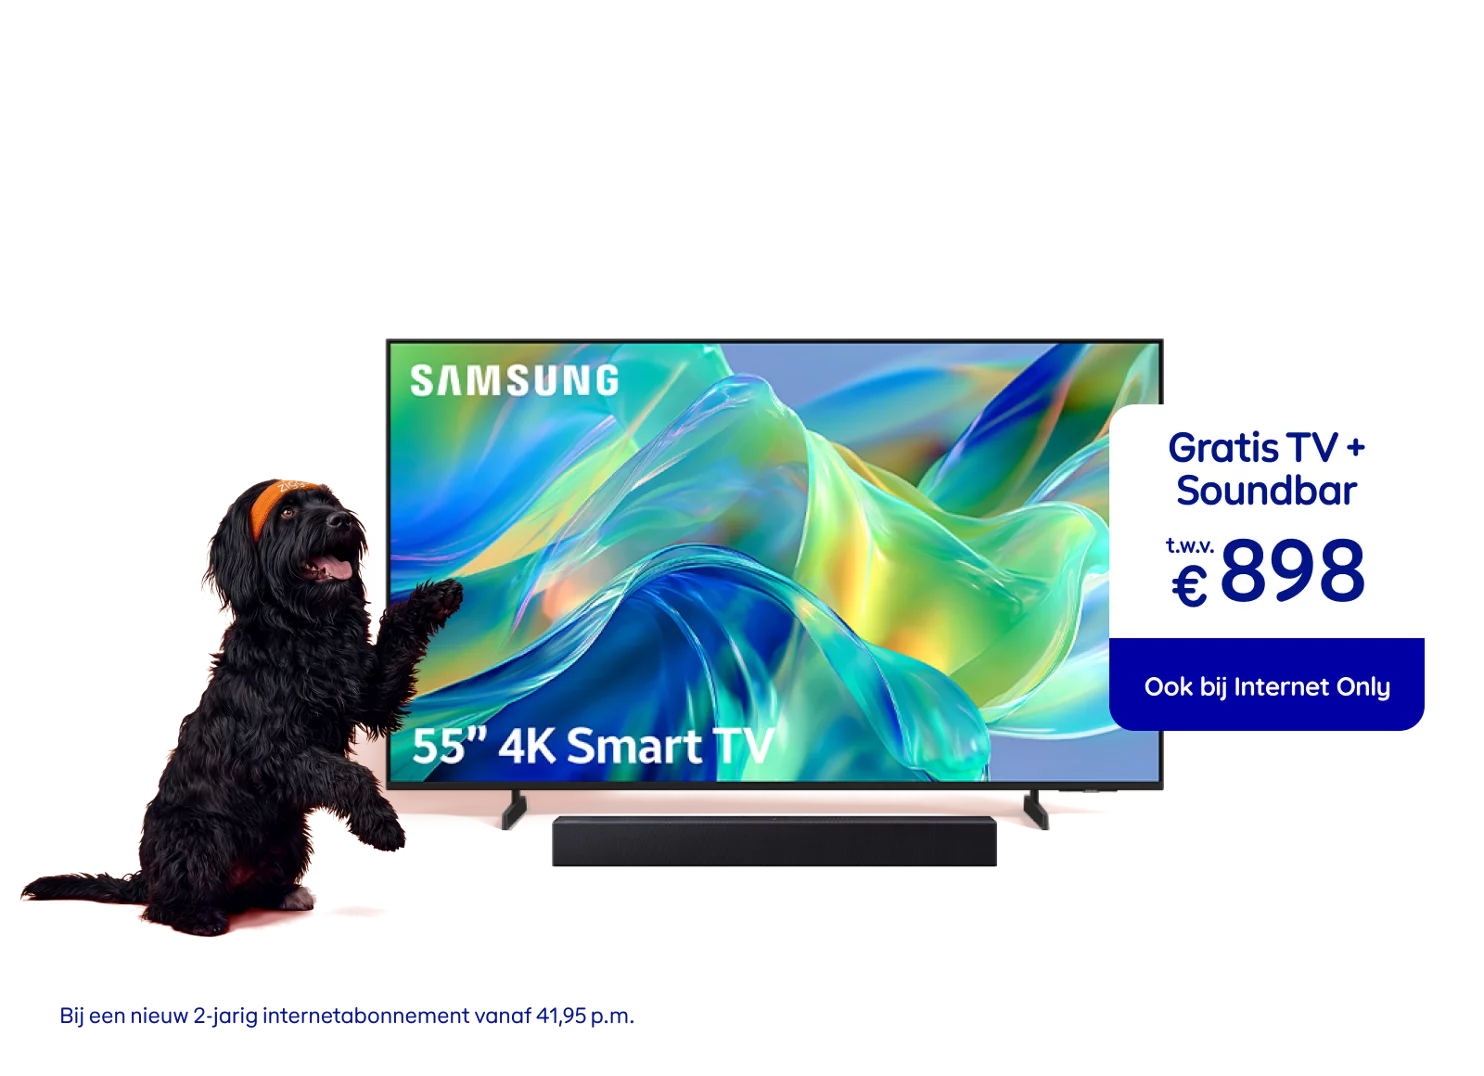 SAMSUNG
Gratis TV +
Soundbar
t.w.v.
€ 898
Ook bij Internet Only
55” 4K Smart TV
Bij een nieuw 2-jarig internetabonnement vanaf 41,95 p.m.